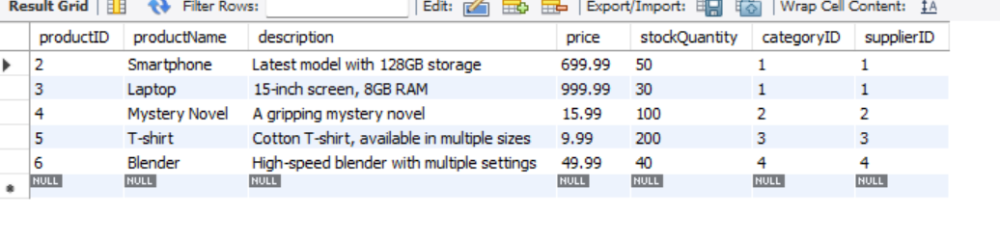 Result Grid Filter Rows: Edit: Export/Import: Wrap Cell Content: IA
productID productName description price stockQuantity categoryID supplierID
2 Smartphone Latest model with 128GB storage 699.99 50 1 1
3 Laptop 15-inch screen, 8GB RAM 999.99 30 1 1
4 Mystery Novel A gripping mystery novel 15.99 100 2 2
5 T-shirt Cotton T-shirt, available in multiple sizes 9.99 200 3 3
6 Blender High-speed blender with multiple settings 49.99 40 4 4
NULL NULL NULL NULL NULL NULL NULL